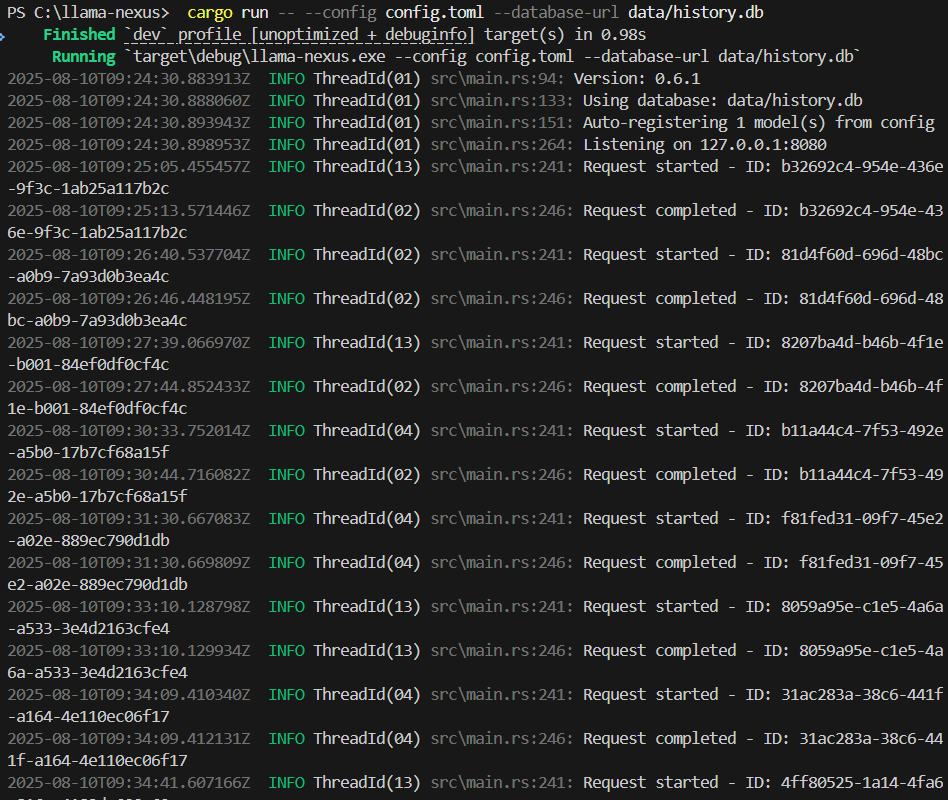 PS C:\llama-nexus>  cargo run -- --config config.toml --database-url data/history.db
    Finished `dev` profile [unoptimized + debuginfo] target(s) in 0.98s
     Running `target\debug\llama-nexus.exe --config config.toml --database-url data/history.db`
2025-08-10T09:24:30.883913Z  INFO ThreadId(01) src\main.rs:94: Version: 0.6.1
2025-08-10T09:24:30.888060Z  INFO ThreadId(01) src\main.rs:133: Using database: data/history.db
2025-08-10T09:24:30.893943Z  INFO ThreadId(01) src\main.rs:151: Auto-registering 1 model(s) from config
2025-08-10T09:24:30.898953Z  INFO ThreadId(01) src\main.rs:264: Listening on 127.0.0.1:8080
2025-08-10T09:25:05.455457Z  INFO ThreadId(13) src\main.rs:241: Request started - ID: b32692c4-954e-436e
-9f3c-1ab25a117b2c
2025-08-10T09:25:13.571446Z  INFO ThreadId(02) src\main.rs:246: Request completed - ID: b32692c4-954e-43
6e-9f3c-1ab25a117b2c
2025-08-10T09:26:40.537704Z  INFO ThreadId(02) src\main.rs:241: Request started - ID: 81d4f60d-696d-48bc
-a0b9-7a93d0b3ea4c
2025-08-10T09:26:46.448195Z  INFO ThreadId(02) src\main.rs:246: Request completed - ID: 81d4f60d-696d-48
bc-a0b9-7a93d0b3ea4c
2025-08-10T09:27:39.066970Z  INFO ThreadId(13) src\main.rs:241: Request started - ID: 8207ba4d-b46b-4f1e
-b001-84ef0df0cf4c
2025-08-10T09:27:44.852433Z  INFO ThreadId(02) src\main.rs:246: Request completed - ID: 8207ba4d-b46b-4f
1e-b001-84ef0df0cf4c
2025-08-10T09:30:33.752014Z  INFO ThreadId(04) src\main.rs:241: Request started - ID: b11a44c4-7f53-492e
-a5b0-17b7cf68a15f
2025-08-10T09:30:44.716082Z  INFO ThreadId(02) src\main.rs:246: Request completed - ID: b11a44c4-7f53-49
2e-a5b0-17b7cf68a15f
2025-08-10T09:31:30.667083Z  INFO ThreadId(04) src\main.rs:241: Request started - ID: f81fed31-09f7-45e2
-a02e-889ec790d1db
2025-08-10T09:31:30.669809Z  INFO ThreadId(04) src\main.rs:246: Request completed - ID: f81fed31-09f7-45
e2-a02e-889ec790d1db
2025-08-10T09:33:10.128798Z  INFO ThreadId(13) src\main.rs:241: Request started - ID: 8059a95e-c1e5-4a6a
-a533-3e4d2163cfe4
2025-08-10T09:33:10.129934Z  INFO ThreadId(13) src\main.rs:246: Request completed - ID: 8059a95e-c1e5-4a
6a-a533-3e4d2163cfe4
2025-08-10T09:34:09.410340Z  INFO ThreadId(04) src\main.rs:241: Request started - ID: 31ac283a-38c6-441f
-a164-4e110ec06f17
2025-08-10T09:34:09.412131Z  INFO ThreadId(04) src\main.rs:246: Request completed - ID: 31ac283a-38c6-44
1f-a164-4e110ec06f17
2025-08-10T09:34:41.607166Z  INFO ThreadId(13) src\main.rs:241: Request started - ID: 4ff80525-1a14-4fa6